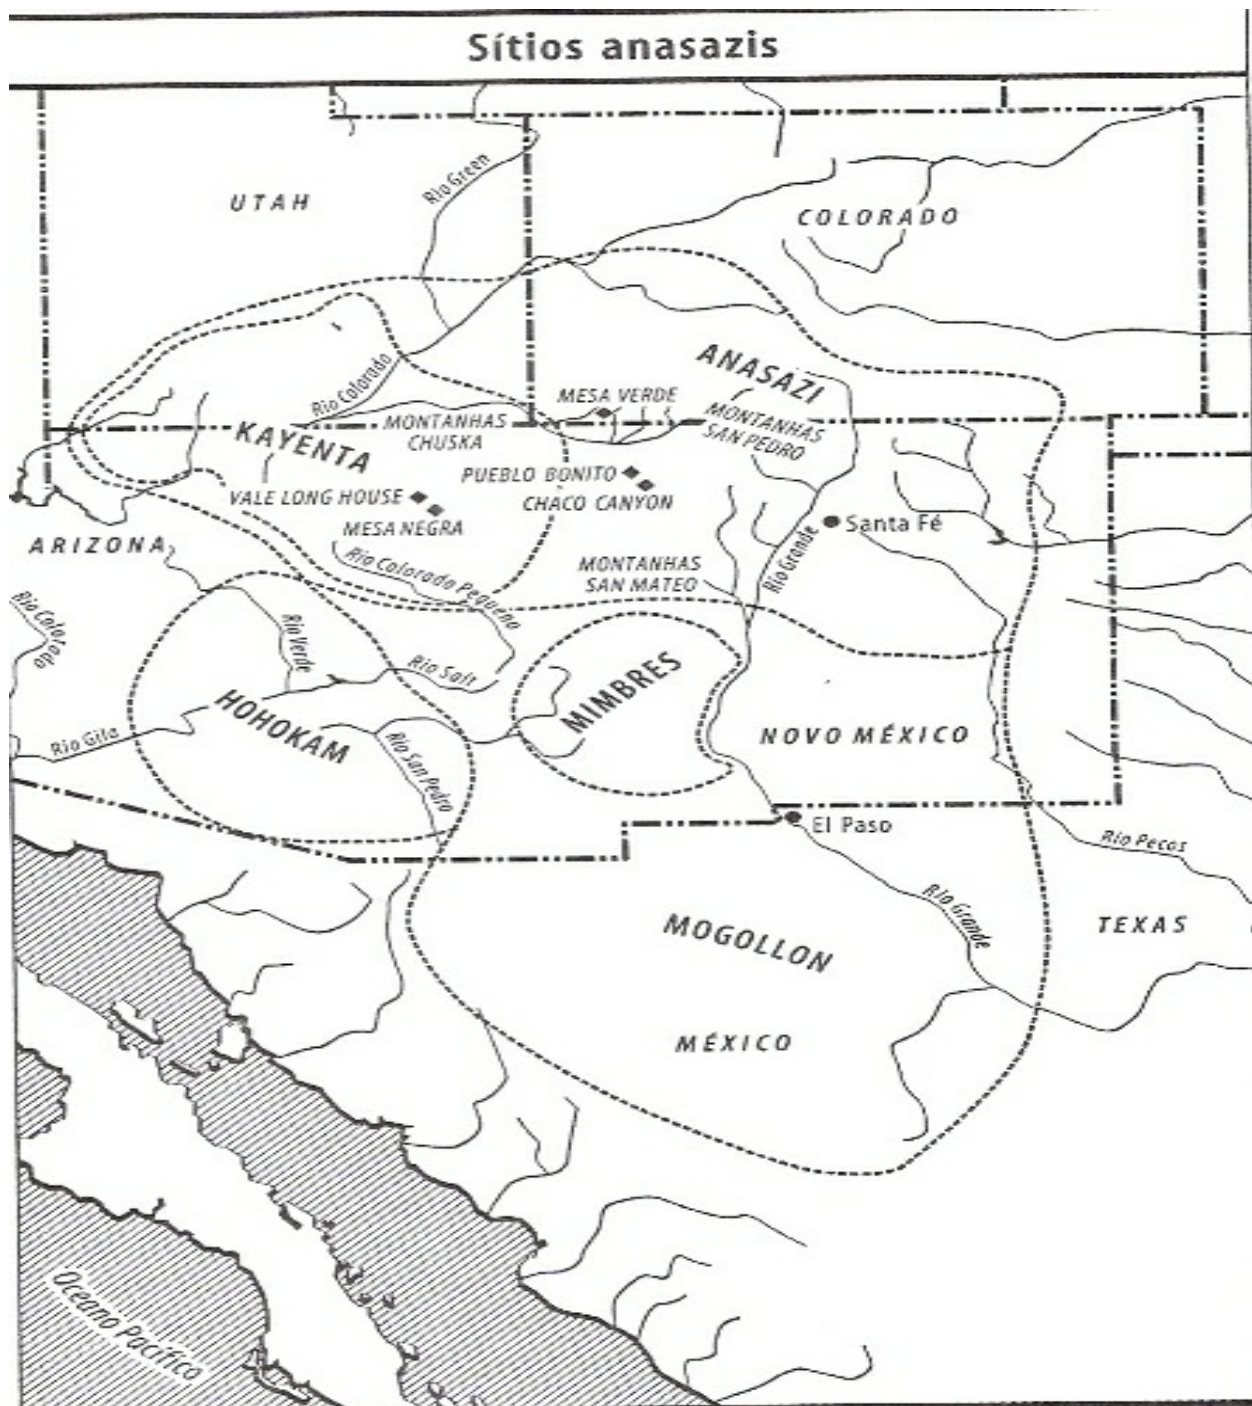 Sítios anasazis
Rio Green
UTAH
COLORADO
ANASAZI
Rio Colorado
MESA VERDE
MONTANHAS
CHUSKA
MONTANHAS
SAN PEDRO
KAYENTA
PUEBLO BONITO
VALE LONG HOUSE
CHACO CANYON
MESA NEGRA
Santa Fé
ARIZONA
Rio Colorado Pequeno
MONTANHAS
SAN MATEO
Rio Grande
Rio Colorado
Rio Verde
Rio Salt
MIMBRES
HOHOKAM
Rio Gila
Rio San Pedro
NOVO MÉXICO
El Paso
Rio Pecos
Rio Grande
TEXAS
MOGOLLON
MÉXICO
Oceano Pacífico